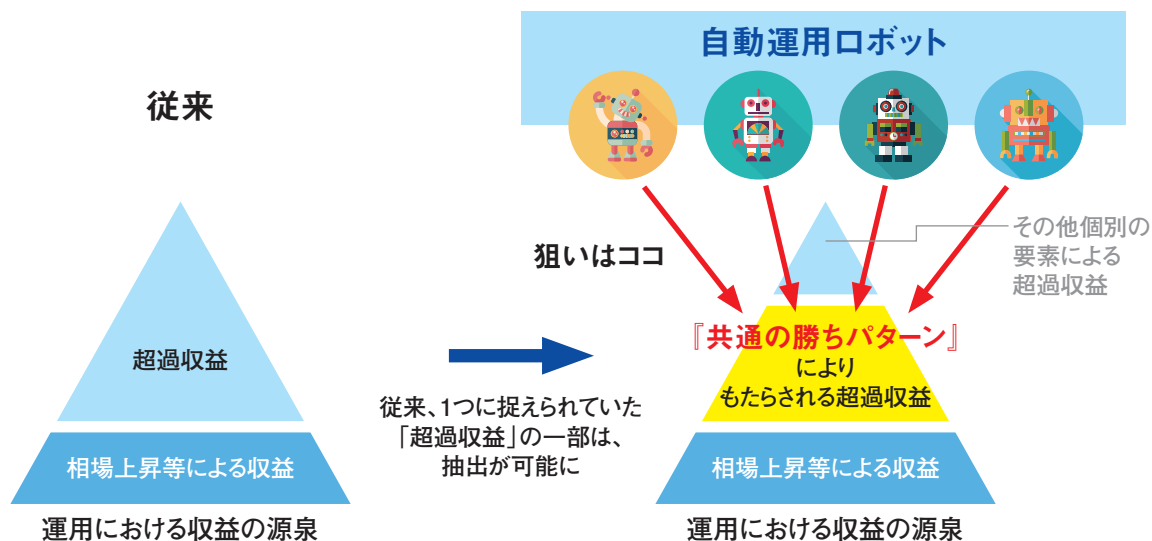 従来
超過収益
相場上昇等による収益
運用における収益の源泉
従来、1つに捉えられていた
「超過収益」の一部は、
抽出が可能に
自動運用ロボット
狙いはココ
その他個別の
要素による
超過収益
『共通の勝ちパターン』
により
もたらされる超過収益
相場上昇等による収益
運用における収益の源泉